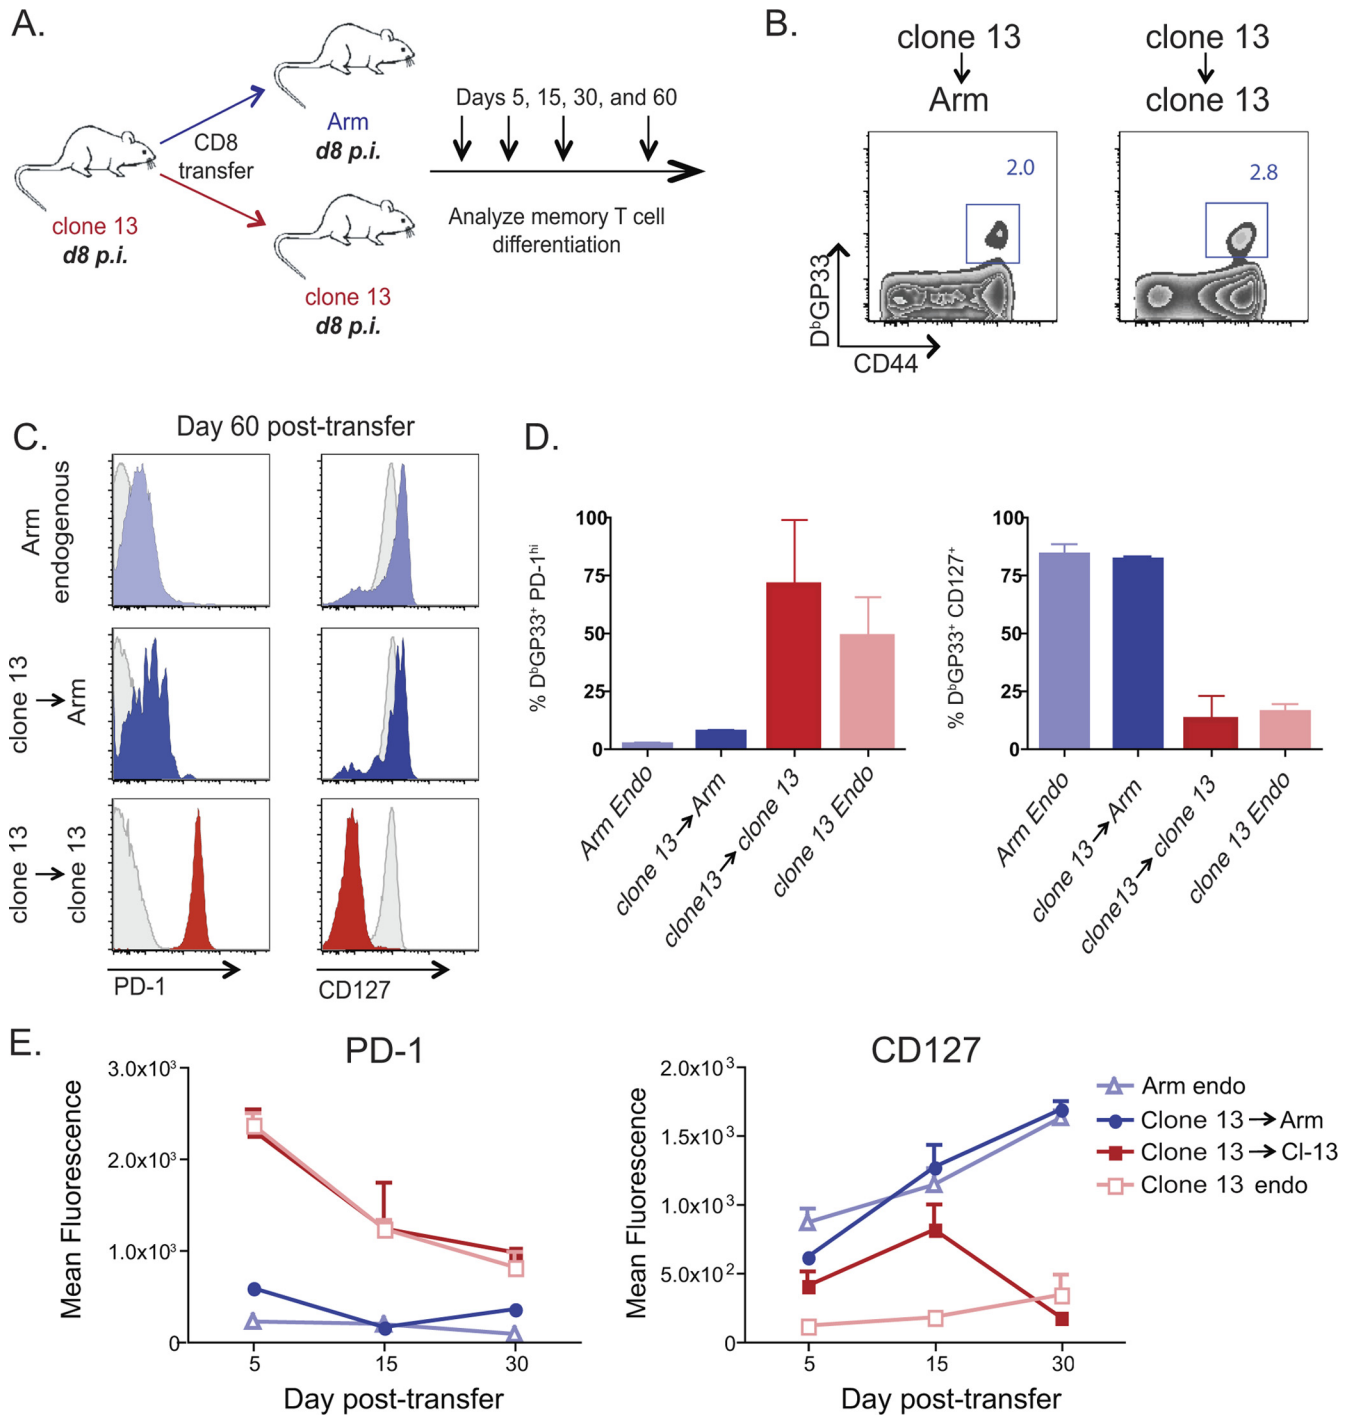 A.
CD8
transfer
clone 13
d8 p.i.
Arm
d8 p.i.
clone 13
d8 p.i.
Days 5, 15, 30, and 60
Analyze memory T cell
differentiation
B.
clone 13
Arm
clone 13
clone 13
2.0
2.8
DᵇGP33
CD44
C.
Day 60 post-transfer
Arm
endogenous
clone 13 → Arm
clone 13 → clone 13
PD-1
CD127
D.
% DᵇGP33⁺ PD-1ʰⁱ
100
75
50
25
0
Arm Endo
clone 13 → Arm
clone13 → clone 13
clone 13 Endo
% DᵇGP33⁺ CD127⁺
100
75
50
25
0
Arm Endo
clone 13 → Arm
clone13 → clone 13
clone 13 Endo
E.
PD-1
Mean Fluorescence
3.0x10³
2.0x10³
1.0x10³
0
5
15
30
Day post-transfer
CD127
Mean Fluorescence
2.0x10³
1.5x10³
1.0x10³
5.0x10²
0
5
15
30
Day post-transfer
Arm endo
Clone 13 → Arm
Clone 13 → Cl-13
Clone 13 endo